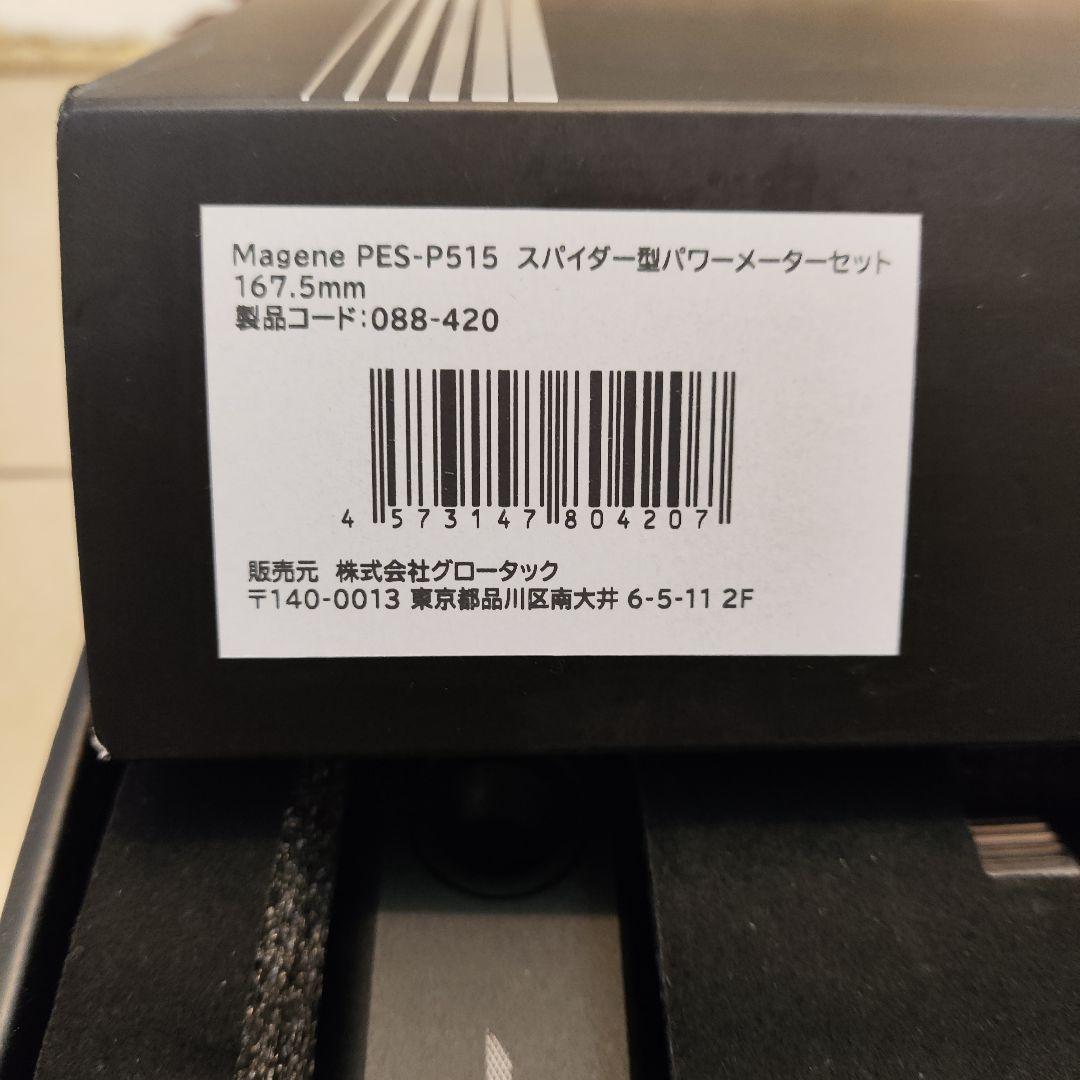 Magene PES-P515 スパイダー型パワーメーターセット
167.5mm
製品コード:088-420
4 573147 804207
販売元 株式会社グロータック
〒140-0013 東京都品川区南大井 6-5-11 2F